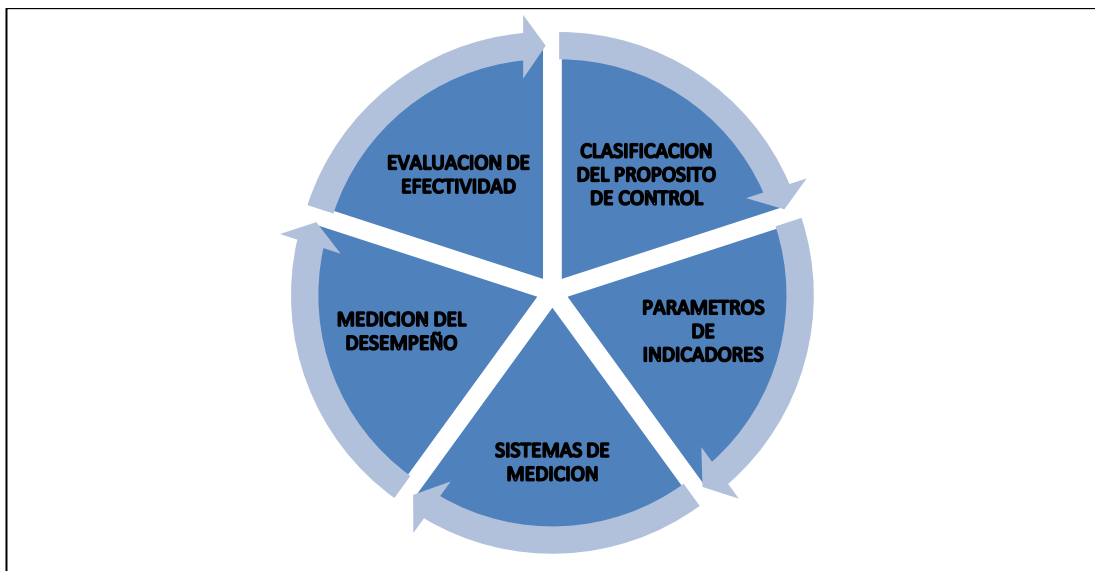 EVALUACION DE
EFECTIVIDAD
CLASIFICACION
DEL PROPOSITO
DE CONTROL
PARAMETROS
DE
INDICADORES
SISTEMAS DE
MEDICION
MEDICION DEL
DESEMPEÑO